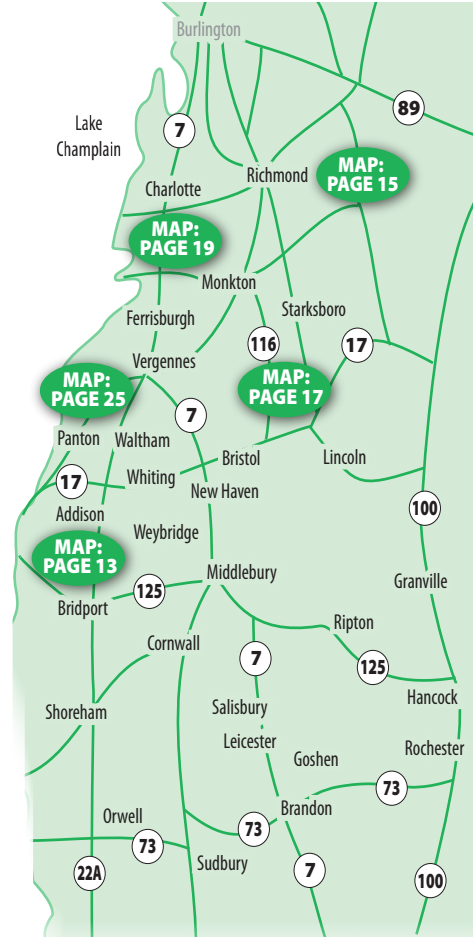 Burlington
89
Lake
Champlain
7
Richmond
MAP:
PAGE 15
Charlotte
MAP:
PAGE 19
Monkton
Starksboro
Ferrisburgh
116
17
Vergennes
MAP:
PAGE 25
MAP:
PAGE 17
7
Panton
Waltham
Bristol
Lincoln
Whiting
17
New Haven
100
Addison
Weybridge
MAP:
PAGE 13
Middlebury
Granville
125
Bridport
Ripton
Cornwall
7
125
Hancock
Salisbury
Shoreham
Leicester
Rochester
Goshen
73
Brandon
Orwell
73
73
Sudbury
22A
7
100